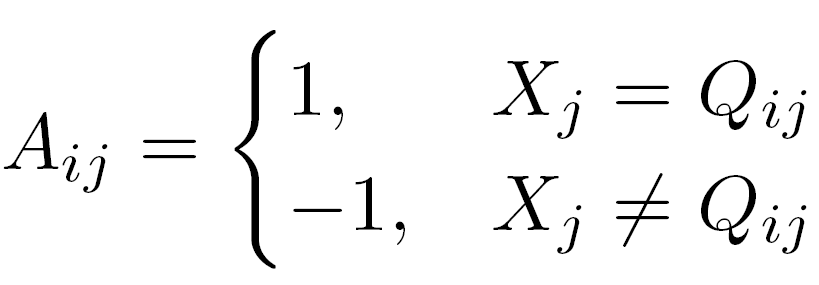 A_{ij} = \begin{cases} 1, & X_j = Q_{ij} \\ -1, & X_j \neq Q_{ij} \end{cases}